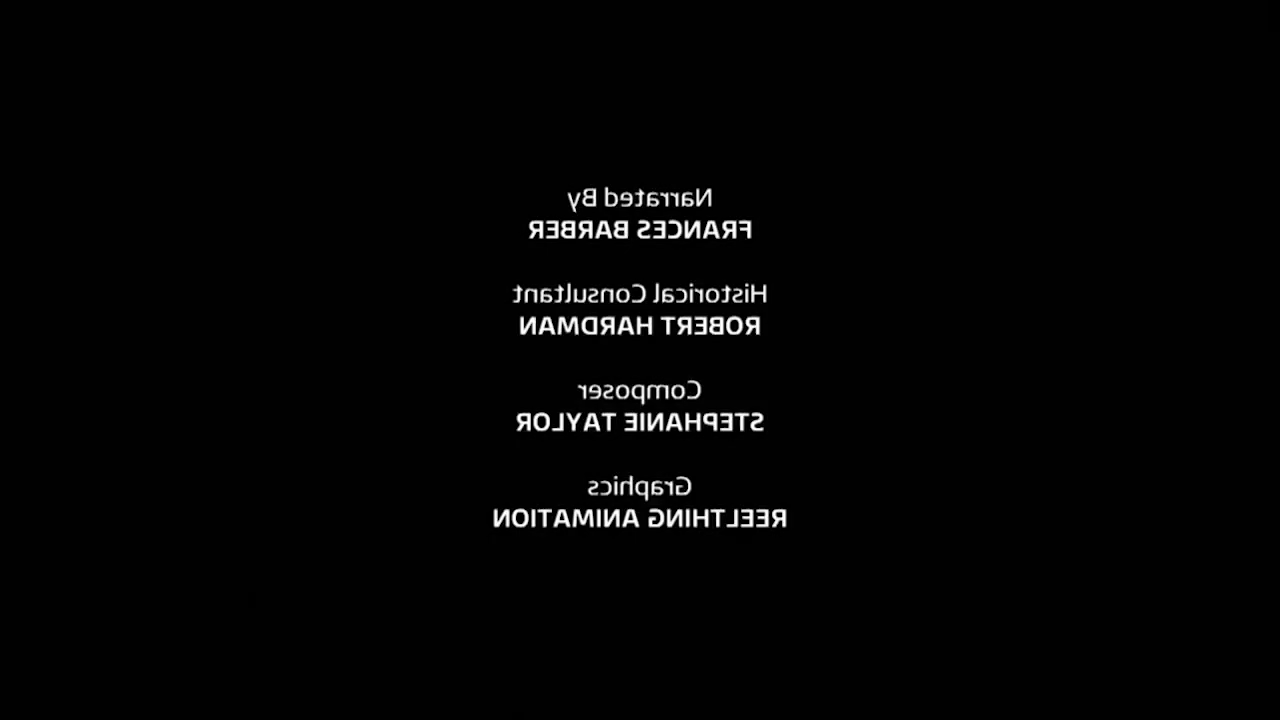 Narrated By
FRANCES BARBER
Historical Consultant
ROBERT HARDMAN
Composer
STEPHANIE TAYLOR
Graphics
REELTHING ANIMATION